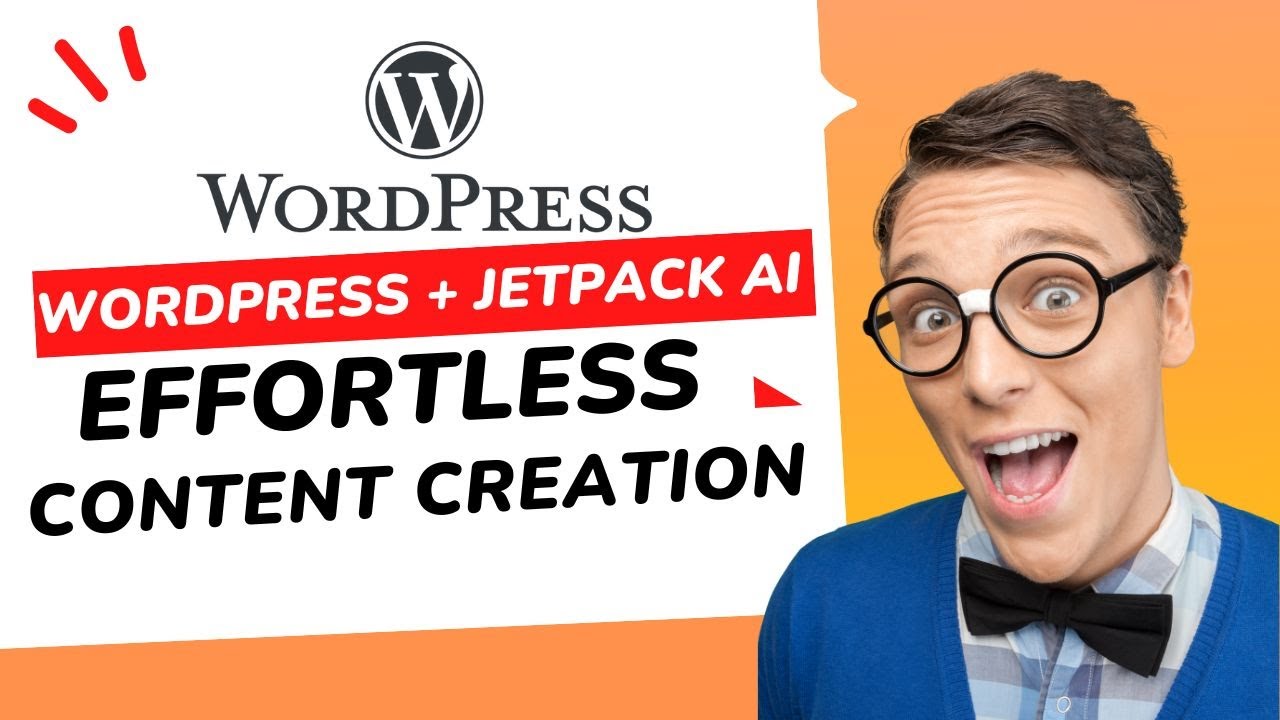 WORDPRESS
WORDPRESS + JETPACK AI
EFFORTLESS
CONTENT CREATION